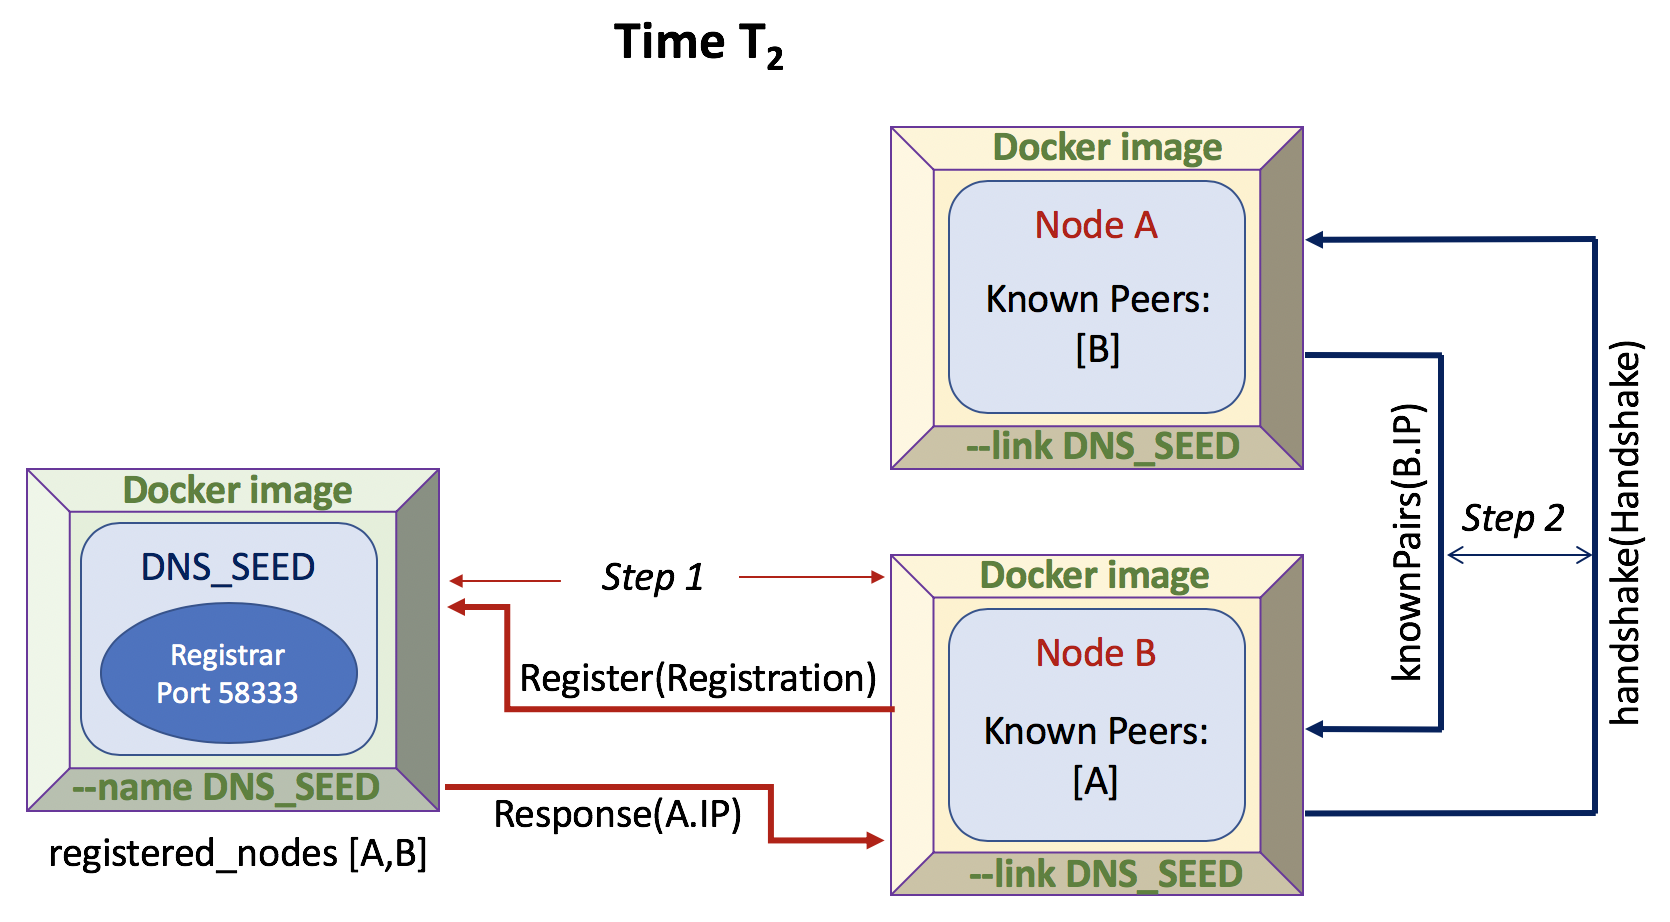 Time T₂
Docker image
Node A
Known Peers:
[B]
--link DNS_SEED
Docker image
DNS_SEED
Registrar
Port 58333
--name DNS_SEED
registered_nodes [A,B]
Step 1
Register(Registration)
Response(A.IP)
Docker image
Node B
Known Peers:
[A]
--link DNS_SEED
knownPairs(B.IP)
Step 2
handshake(Handshake)